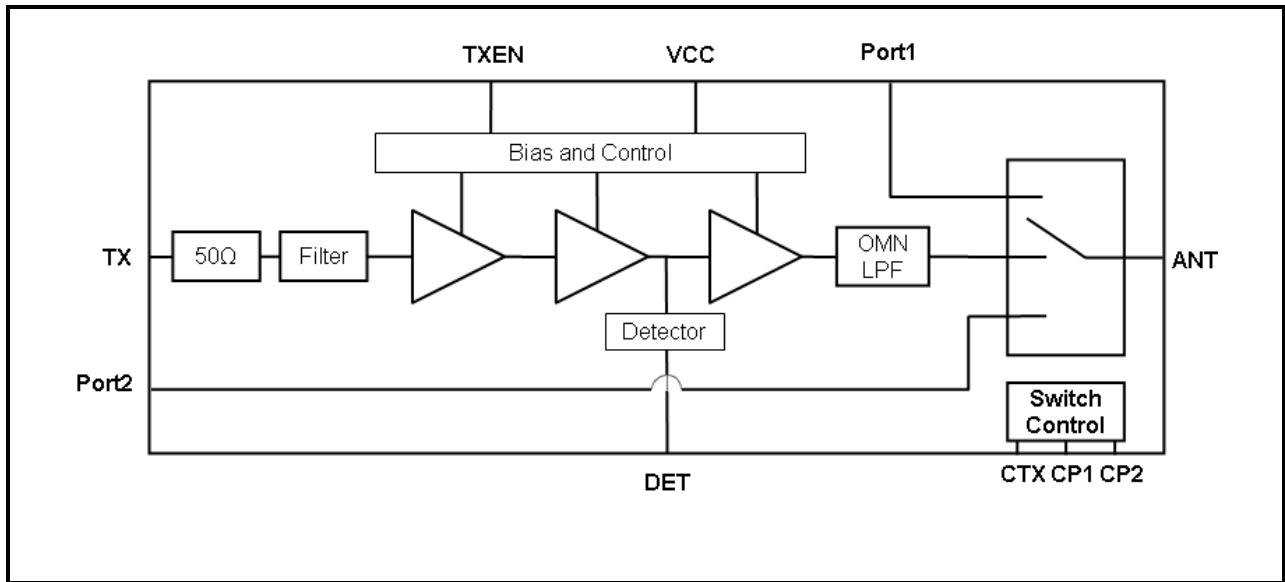 TXEN
VCC
Port1
Bias and Control
TX
50Ω
Filter
OMN
LPF
ANT
Detector
Port2
Switch
Control
CTX CP1 CP2
DET